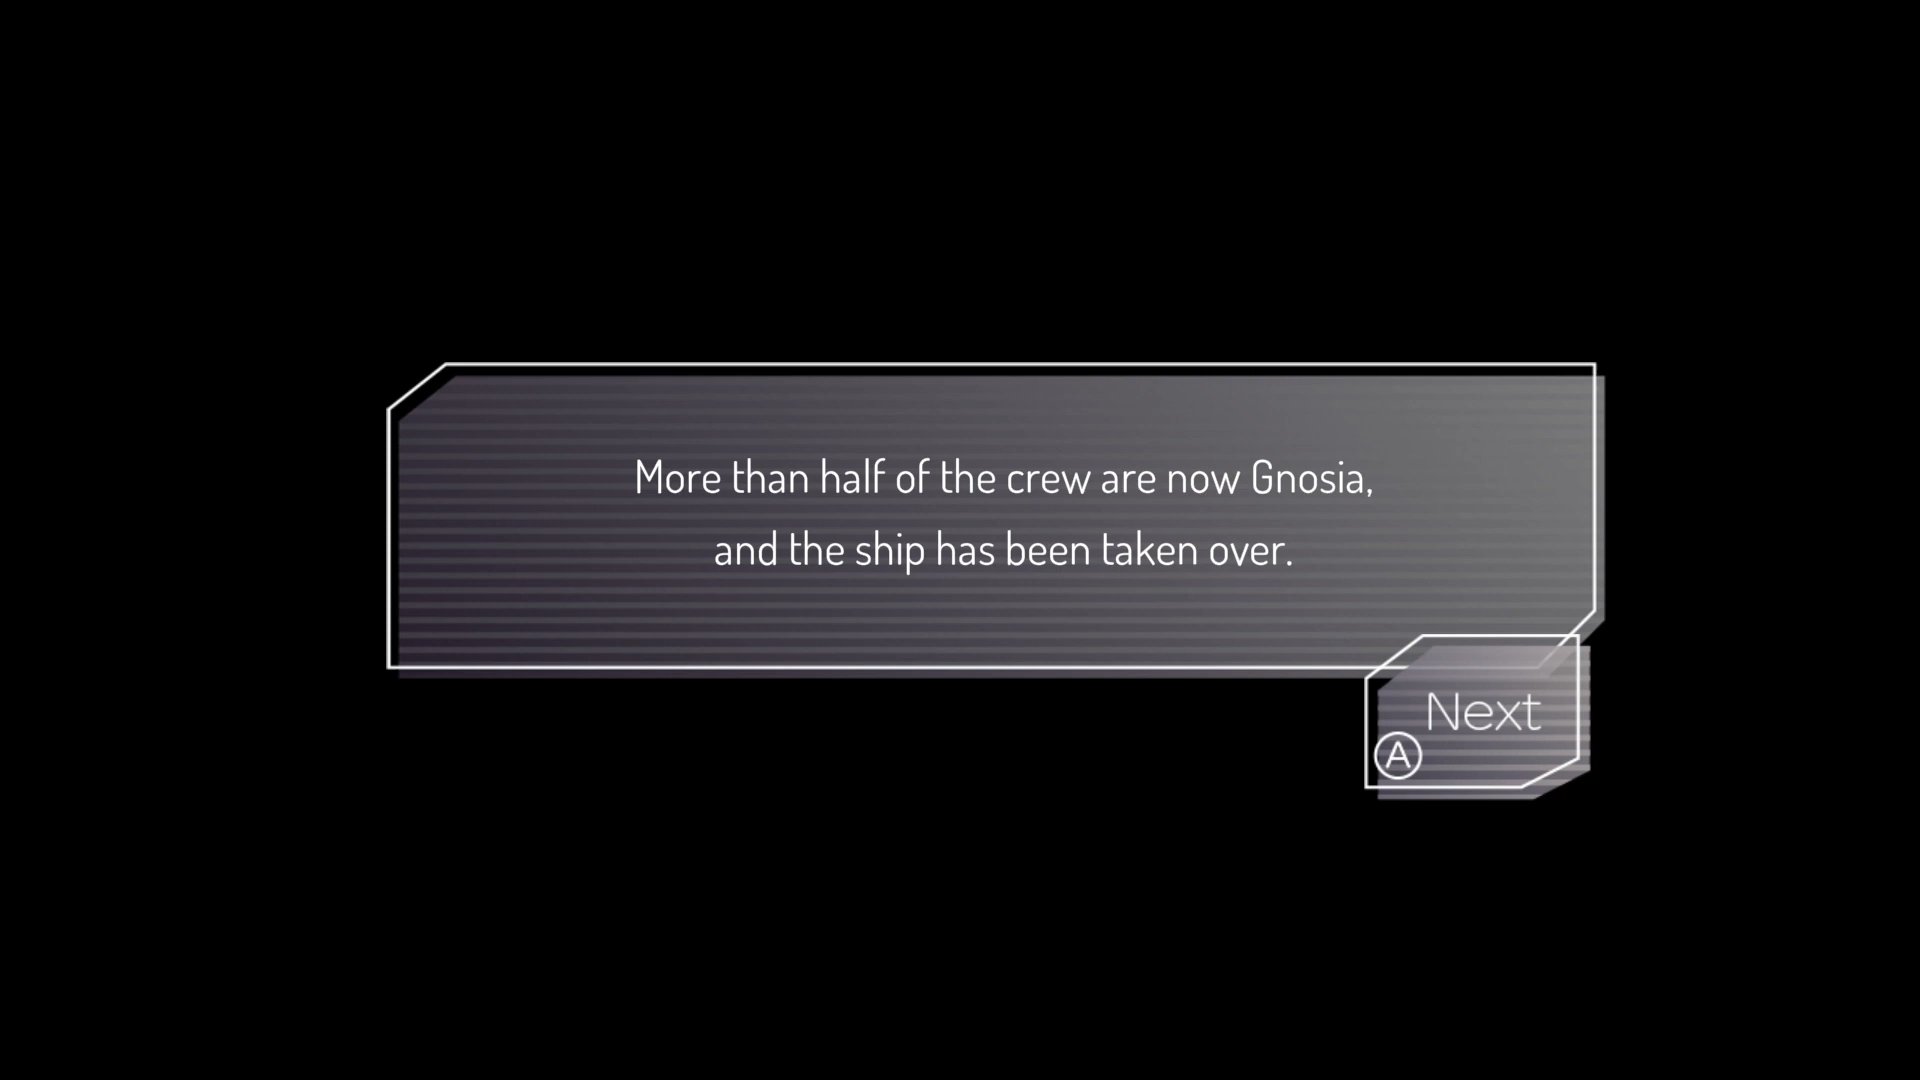 More than half of the crew are now Gnosia,
and the ship has been taken over.
Next
A